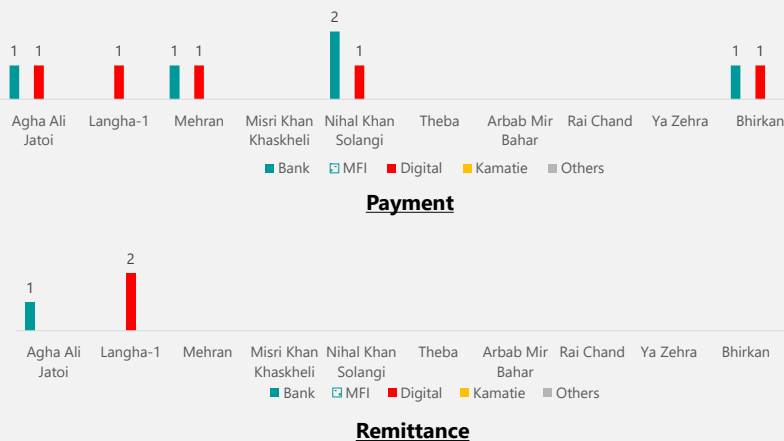 2
1 1 1 1 1 1 1 1
Agha Ali Langha-1 Mehran Misri Khan Nihal Khan Theba Arbab Mir Rai Chand Ya Zehra Bhirkan
Jatoi Khaskheli Solangi Bahar
Bank MFI Digital Kamatie Others
Payment
2
1
Agha Ali Langha-1 Mehran Misri Khan Nihal Khan Theba Arbab Mir Rai Chand Ya Zehra Bhirkan
Jatoi Khaskheli Solangi Bahar
Bank MFI Digital Kamatie Others
Remittance